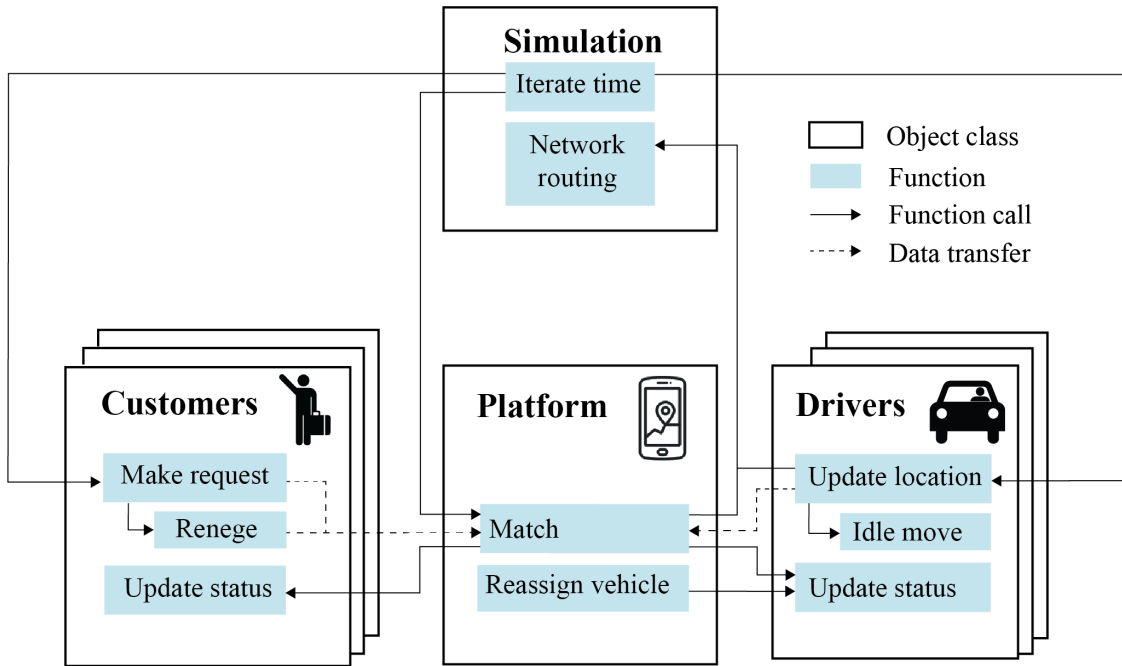 Simulation
Iterate time
Network
routing
Object class
Function
Function call
Data transfer
Customers
Make request
Renege
Update status
Platform
Match
Reassign vehicle
Drivers
Update location
Idle move
Update status